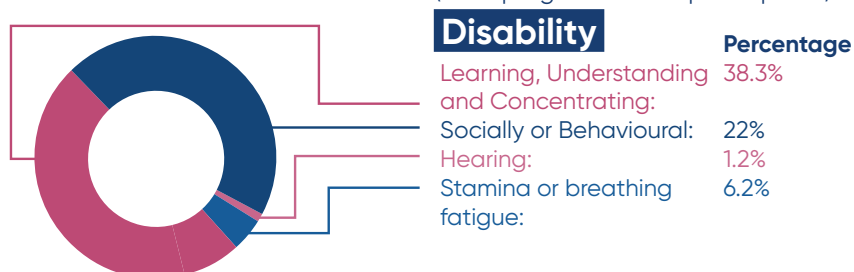 Disability
Percentage
Learning, Understanding 38.3%
and Concentrating:
Socially or Behavioural: 22%
Hearing: 1.2%
Stamina or breathing 6.2%
fatigue: